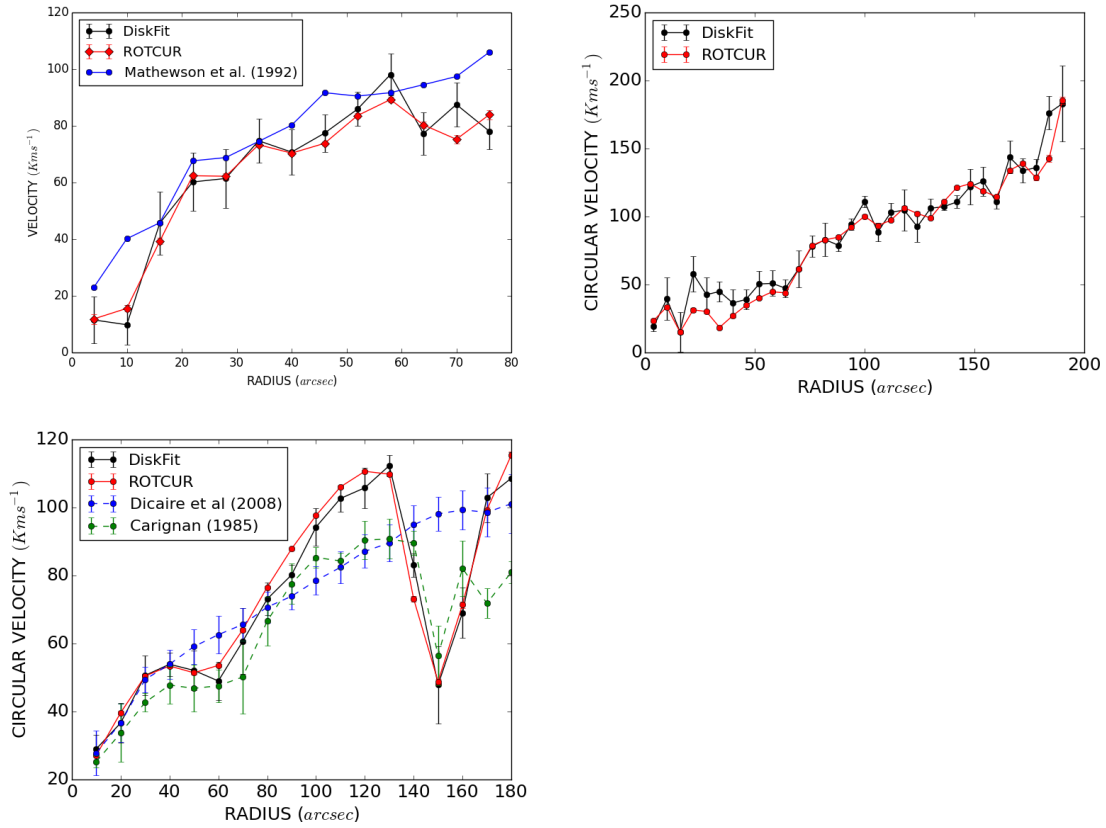 120
100
80
60
40
20
0
VELOCITY (Kms⁻¹)
DiskFit
ROTCUR
Mathewson et al. (1992)
0 10 20 30 40 50 60 70 80
RADIUS (arcsec)
250
200
150
100
50
0
CIRCULAR VELOCITY (Kms⁻¹)
DiskFit
ROTCUR
0 50 100 150 200
RADIUS (arcsec)
120
100
80
60
40
20
CIRCULAR VELOCITY (Kms⁻¹)
DiskFit
ROTCUR
Dicaire et al (2008)
Carignan (1985)
0 20 40 60 80 100 120 140 160 180
RADIUS (arcsec)